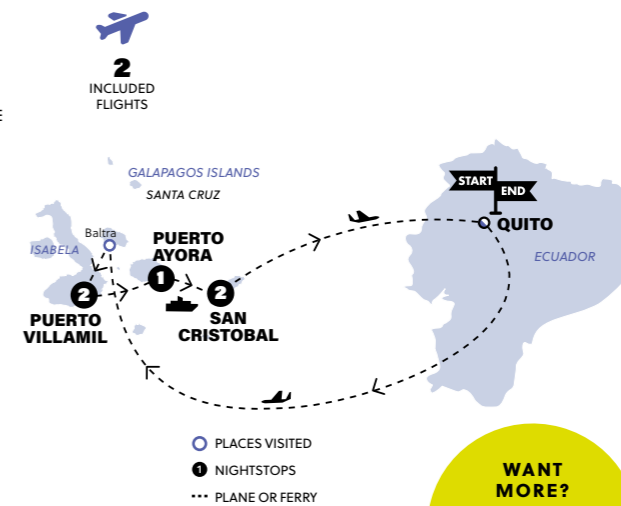 2
INCLUDED
FLIGHTS
E
GALAPAGOS ISLANDS
SANTA CRUZ
START
END
QUITO
ECUADOR
Baltra
ISABELA
PUERTO
AYORA
1
2
PUERTO
VILLAMIL
2
SAN
CRISTOBAL
PLACES VISITED
1 NIGHTSTOPS
PLANE OR FERRY
WANT
MORE?